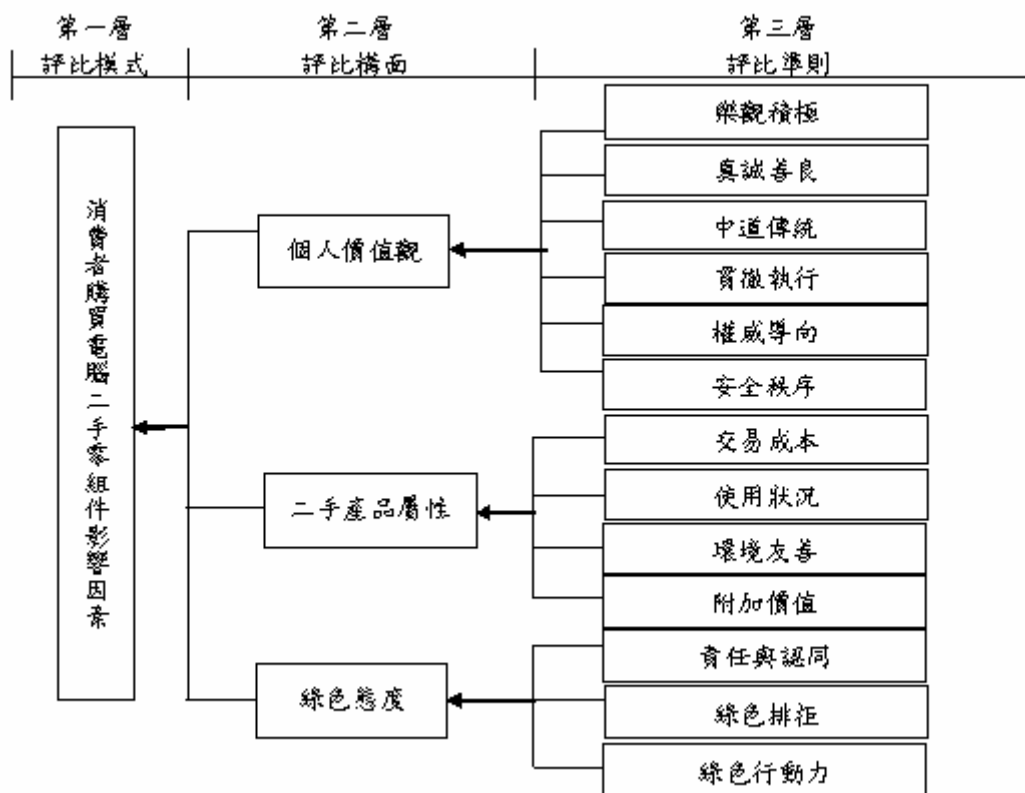 第一層
評比模式
第二層
評比構面
第三層
評比準則
消費者購買電腦二手零組件影響因素
個人價值觀
二手產品屬性
綠色態度
樂觀積極
真誠善良
中道傳統
貫徹執行
權威導向
安全秩序
交易成本
使用狀況
環境友善
附加價值
責任與認同
綠色排拒
綠色行動力